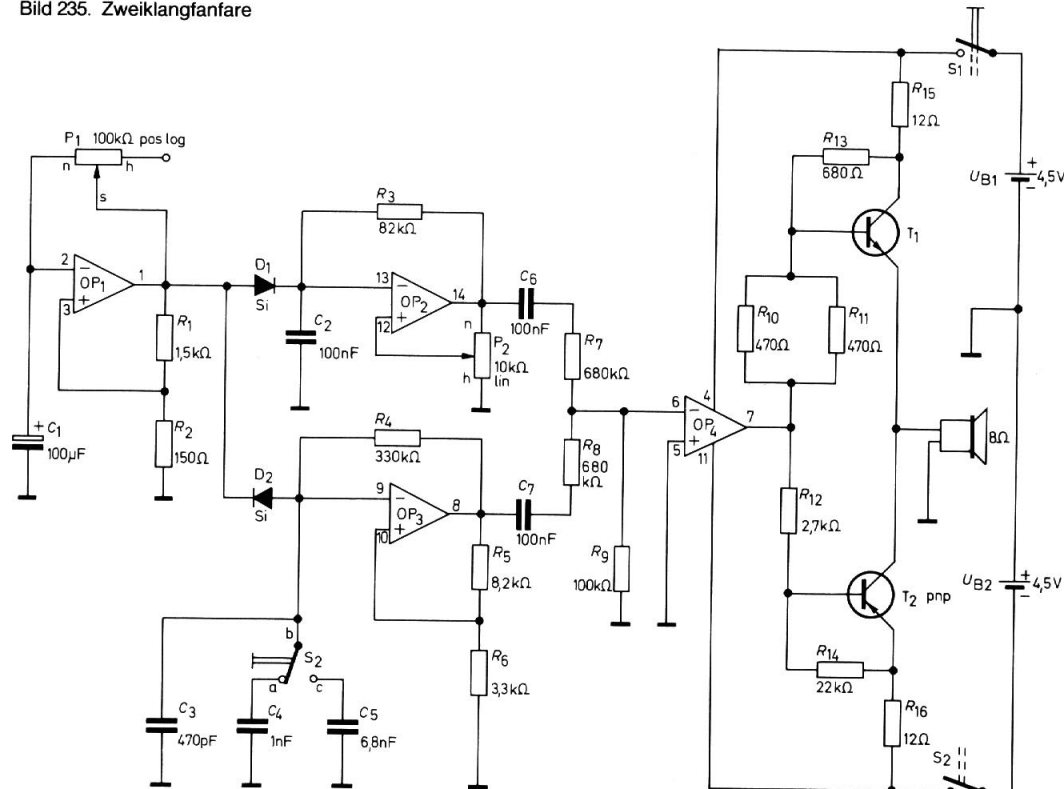 Bild 235. Zweiklangfanfare
P1 100kΩ pos log
n
h
s
2
−
OP1
+
3
1
R1
1,5kΩ
R2
150Ω
+ C1
100µF
D1
Si
C2
100nF
R3
82kΩ
13
−
OP2
+
12
14
n
P2
10kΩ
lin
h
C6
100nF
R7
680kΩ
R4
330kΩ
D2
Si
9
−
OP3
+
10
8
C7
100nF
R8
680
kΩ
R5
8,2kΩ
R6
3,3kΩ
R9
100kΩ
b
S2
a
c
C3
470pF
C4
1nF
C5
6,8nF
6
−
OP4
+
5
4
11
7
S1
R15
12Ω
R13
680Ω
T1
R10
470Ω
R11
470Ω
UB1
+
−
4,5V
8Ω
R12
2,7kΩ
T2 pnp
R14
22kΩ
R16
12Ω
UB2
+
−
4,5V
S2